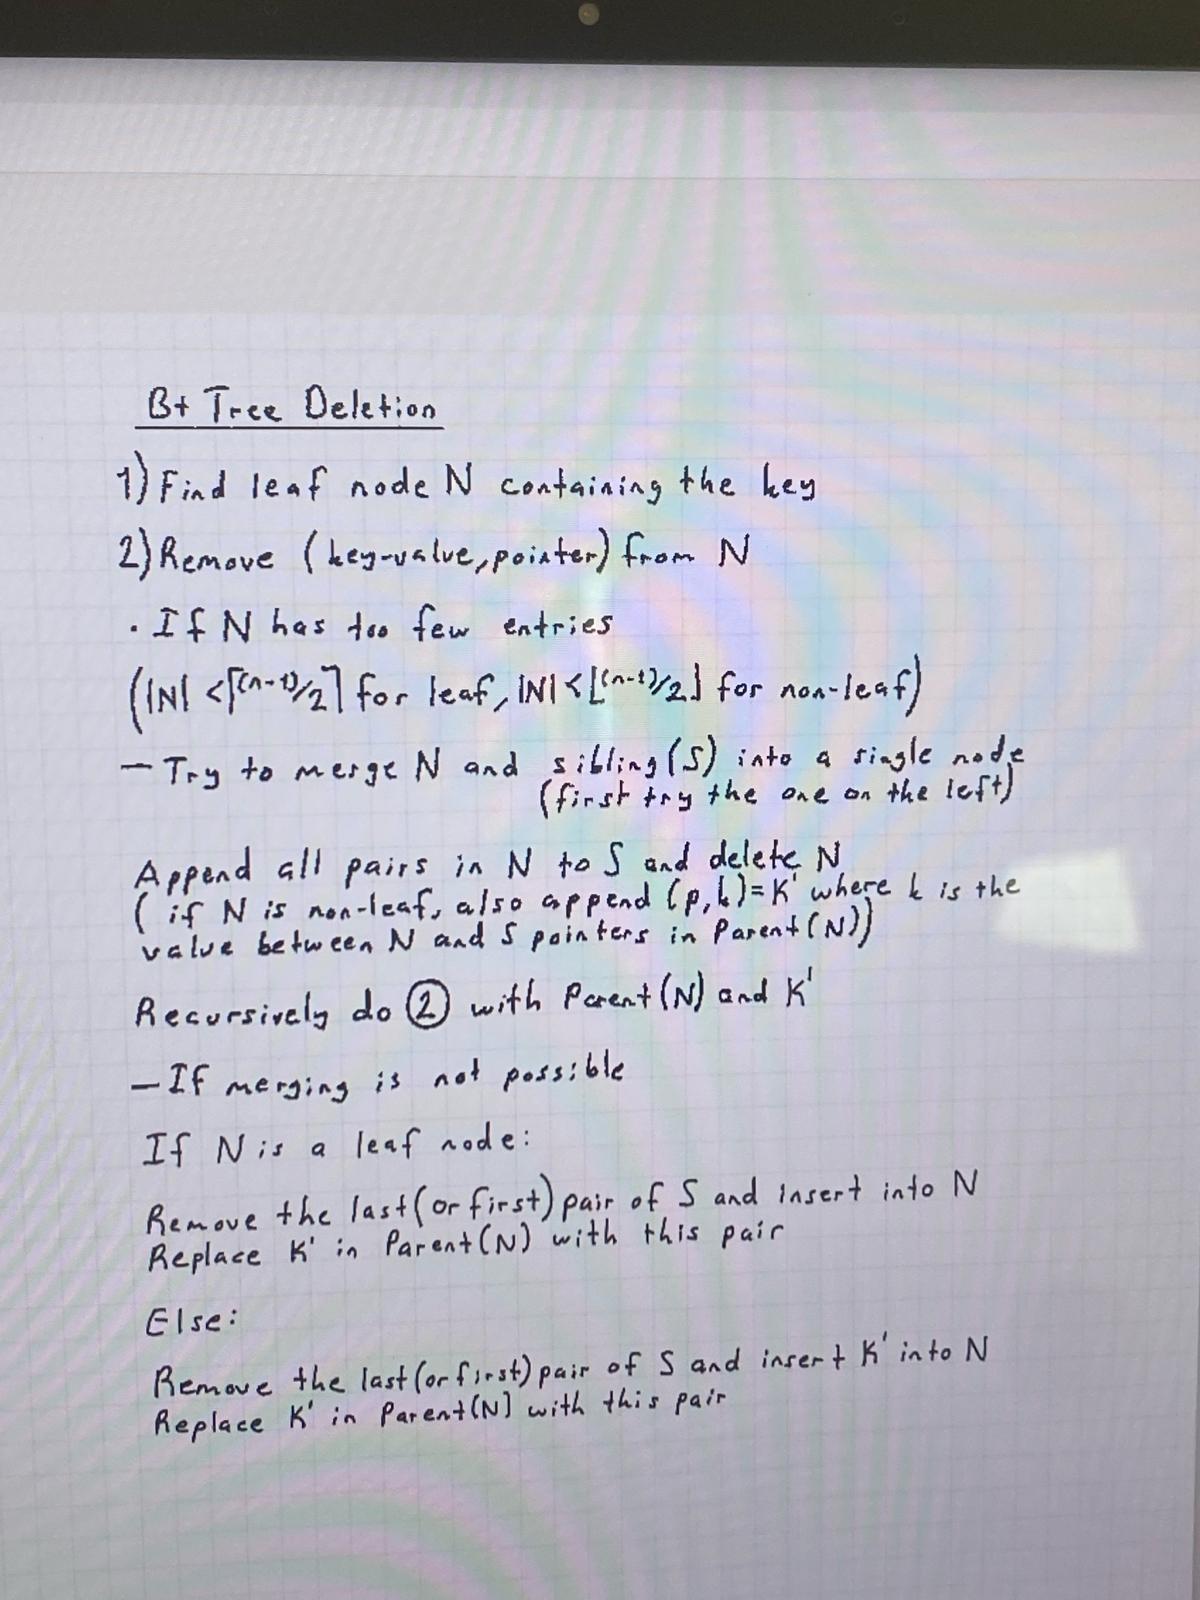 B+ Tree Deletion
1) Find leaf node N containing the key
2) Remove (key-value, pointer) from N
· If N has too few entries
(|N| < ⌈(n-1)/2⌉ for leaf, |N| < ⌊(n-1)/2⌋ for non-leaf)
— Try to merge N and sibling (S) into a single node
(first try the one on the left)
Append all pairs in N to S and delete N
( if N is non-leaf, also append (p,k)=K' where k is the
value between N and S pointers in Parent(N))
Recursively do ② with Parent(N) and K'
— If merging is not possible
If N is a leaf node:
Remove the last (or first) pair of S and insert into N
Replace K' in Parent(N) with this pair
Else:
Remove the last (or first) pair of S and insert K' into N
Replace K' in Parent(N) with this pair